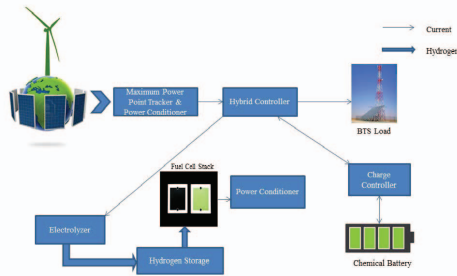 Current
Hydrogen
Maximum Power
Point Tracker &
Power Conditioner
Hybrid Controller
BTS Load
Fuel Cell Stack
Power Conditioner
Charge
Controller
Electrolyzer
Hydrogen Storage
Chemical Battery